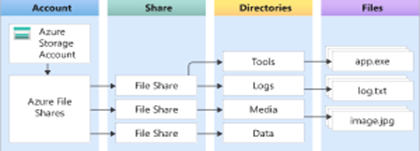 Account
Share
Directories
Files
Azure
Storage
Account
Azure File
Shares
File Share
File Share
File Share
Tools
Logs
Media
Data
app.exe
log.txt
image.jpg